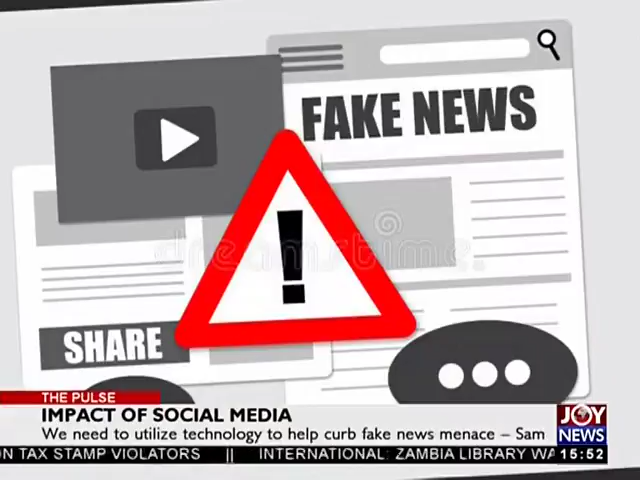 FAKE NEWS
dreamstime.
SHARE
THE PULSE
IMPACT OF SOCIAL MEDIA
We need to utilize technology to help curb fake news menace – Sam
JOY
NEWS
ON TAX STAMP VIOLATORS || INTERNATIONAL: ZAMBIA LIBRARY
15:52